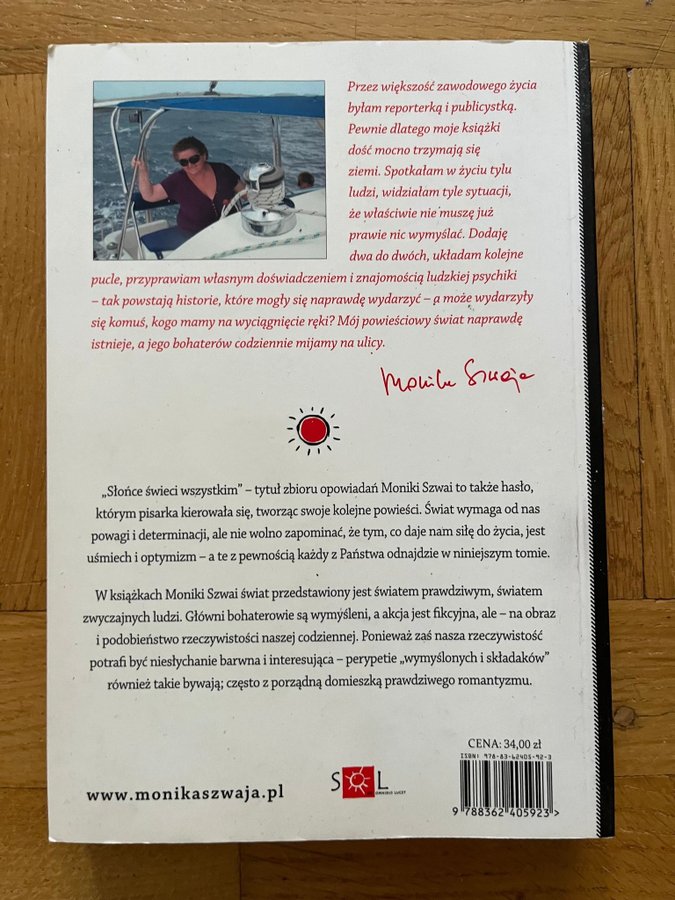 Przez większość zawodowego życia
byłam reporterką i publicystką.
Pewnie dlatego moje książki
dość mocno trzymają się
ziemi. Spotkałam w życiu tylu
ludzi, widziałam tyle sytuacji,
że właściwie nie muszę już
prawie nic wymyślać. Dodaję
dwa do dwóch, układam kolejne
pucle, przyprawiam własnym doświadczeniem i znajomością ludzkiej psychiki
– tak powstają historie, które mogły się naprawdę wydarzyć – a może wydarzyły
się komuś, kogo mamy na wyciągnięcie ręki? Mój powieściowy świat naprawdę
istnieje, a jego bohaterów codziennie mijamy na ulicy.
Monika Szwaja
„Słońce świeci wszystkim” – tytuł zbioru opowiadań Moniki Szwai to także hasło,
którym pisarka kierowała się, tworząc swoje kolejne powieści. Świat wymaga od nas
powagi i determinacji, ale nie wolno zapominać, że tym, co daje nam siłę do życia, jest
uśmiech i optymizm – a te z pewnością każdy z Państwa odnajdzie w niniejszym tomie.
W książkach Moniki Szwai świat przedstawiony jest światem prawdziwym, światem
zwyczajnych ludzi. Główni bohaterowie są wymyśleni, a akcja jest fikcyjna, ale – na obraz
i podobieństwo rzeczywistości naszej codziennej. Ponieważ zaś nasza rzeczywistość
potrafi być niesłychanie barwna i interesująca – perypetie „wymyślonych i składaków”
również takie bywają; często z porządną domieszką prawdziwego romantyzmu.
CENA: 34,00 zł
ISBN: 978-83-62405-92-3
www.monikaszwaja.pl
SOL
OMNIBUS LUCET
9 788362 405923 >